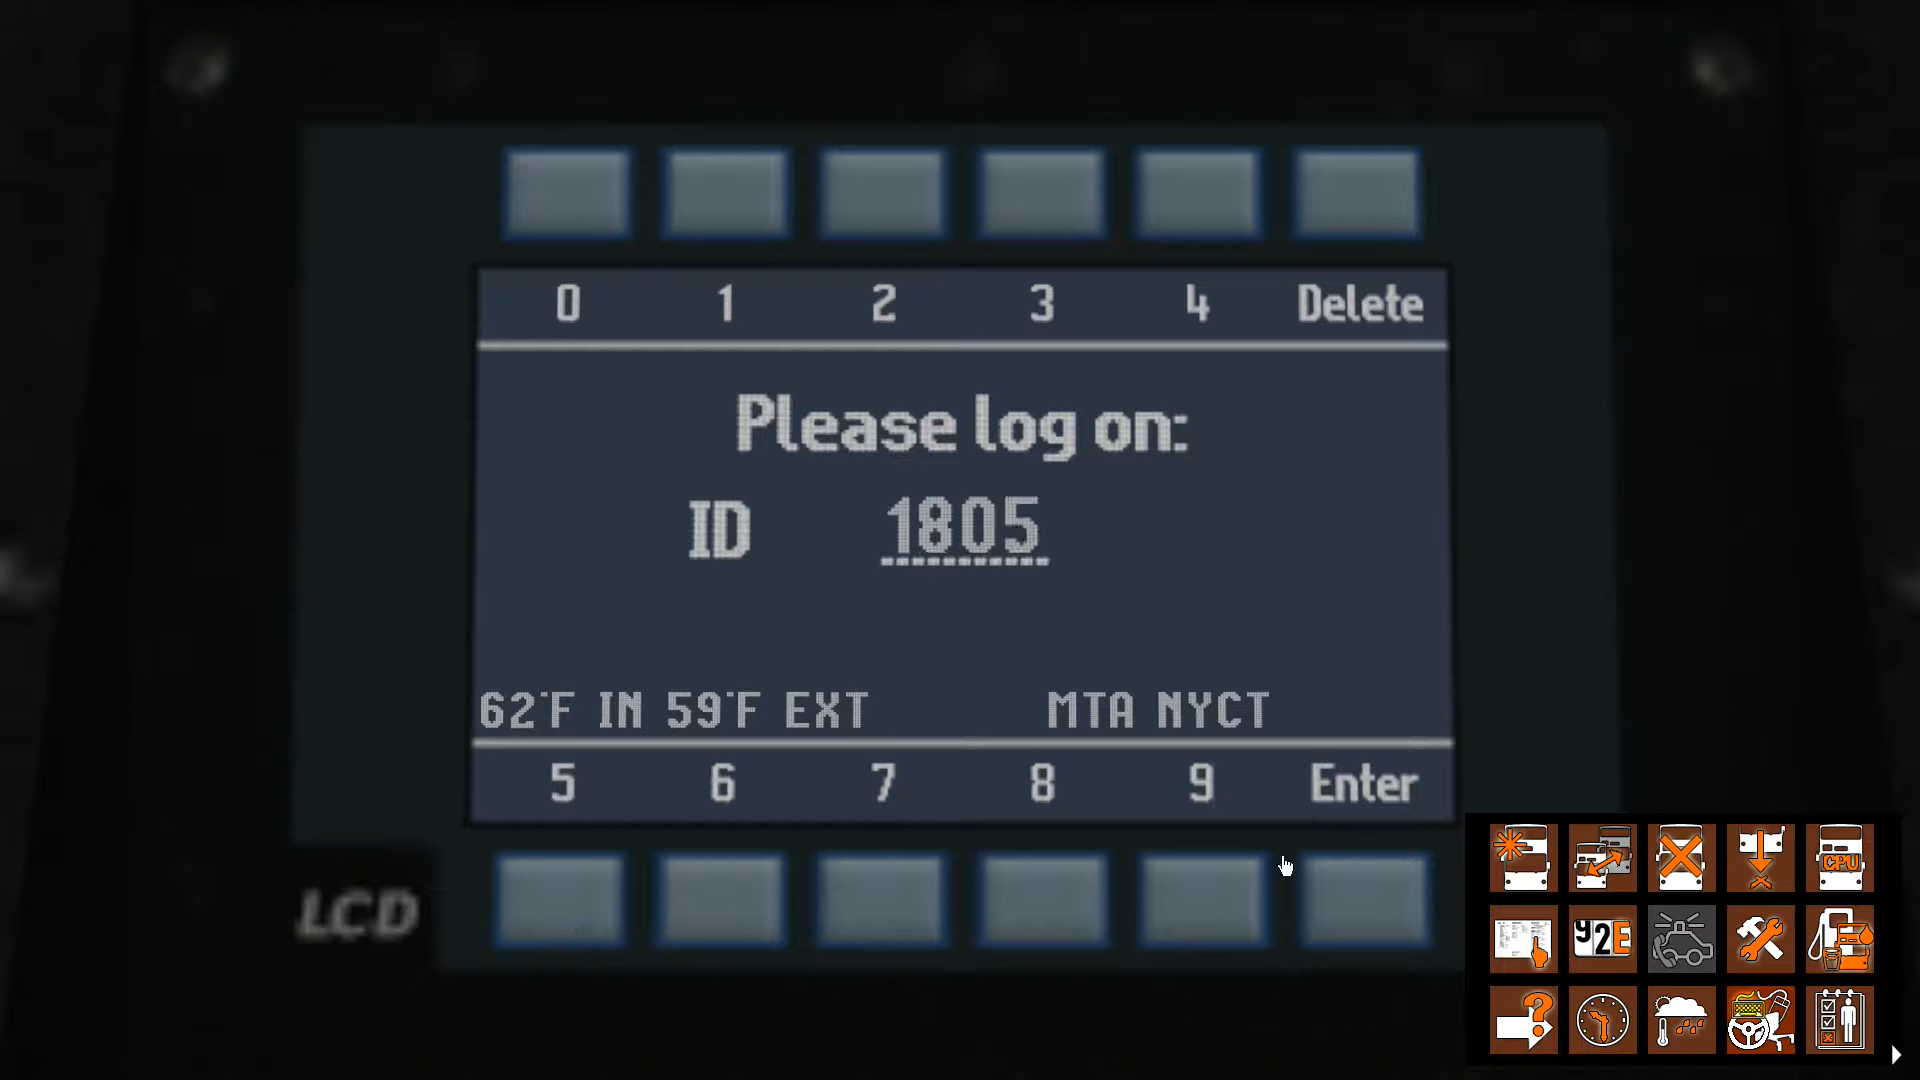 0 1 2 3 4 Delete
Please log on:
ID 1805
62°F IN 59°F EXT MTA NYCT
5 6 7 8 9 Enter
LCD
CPU
92E